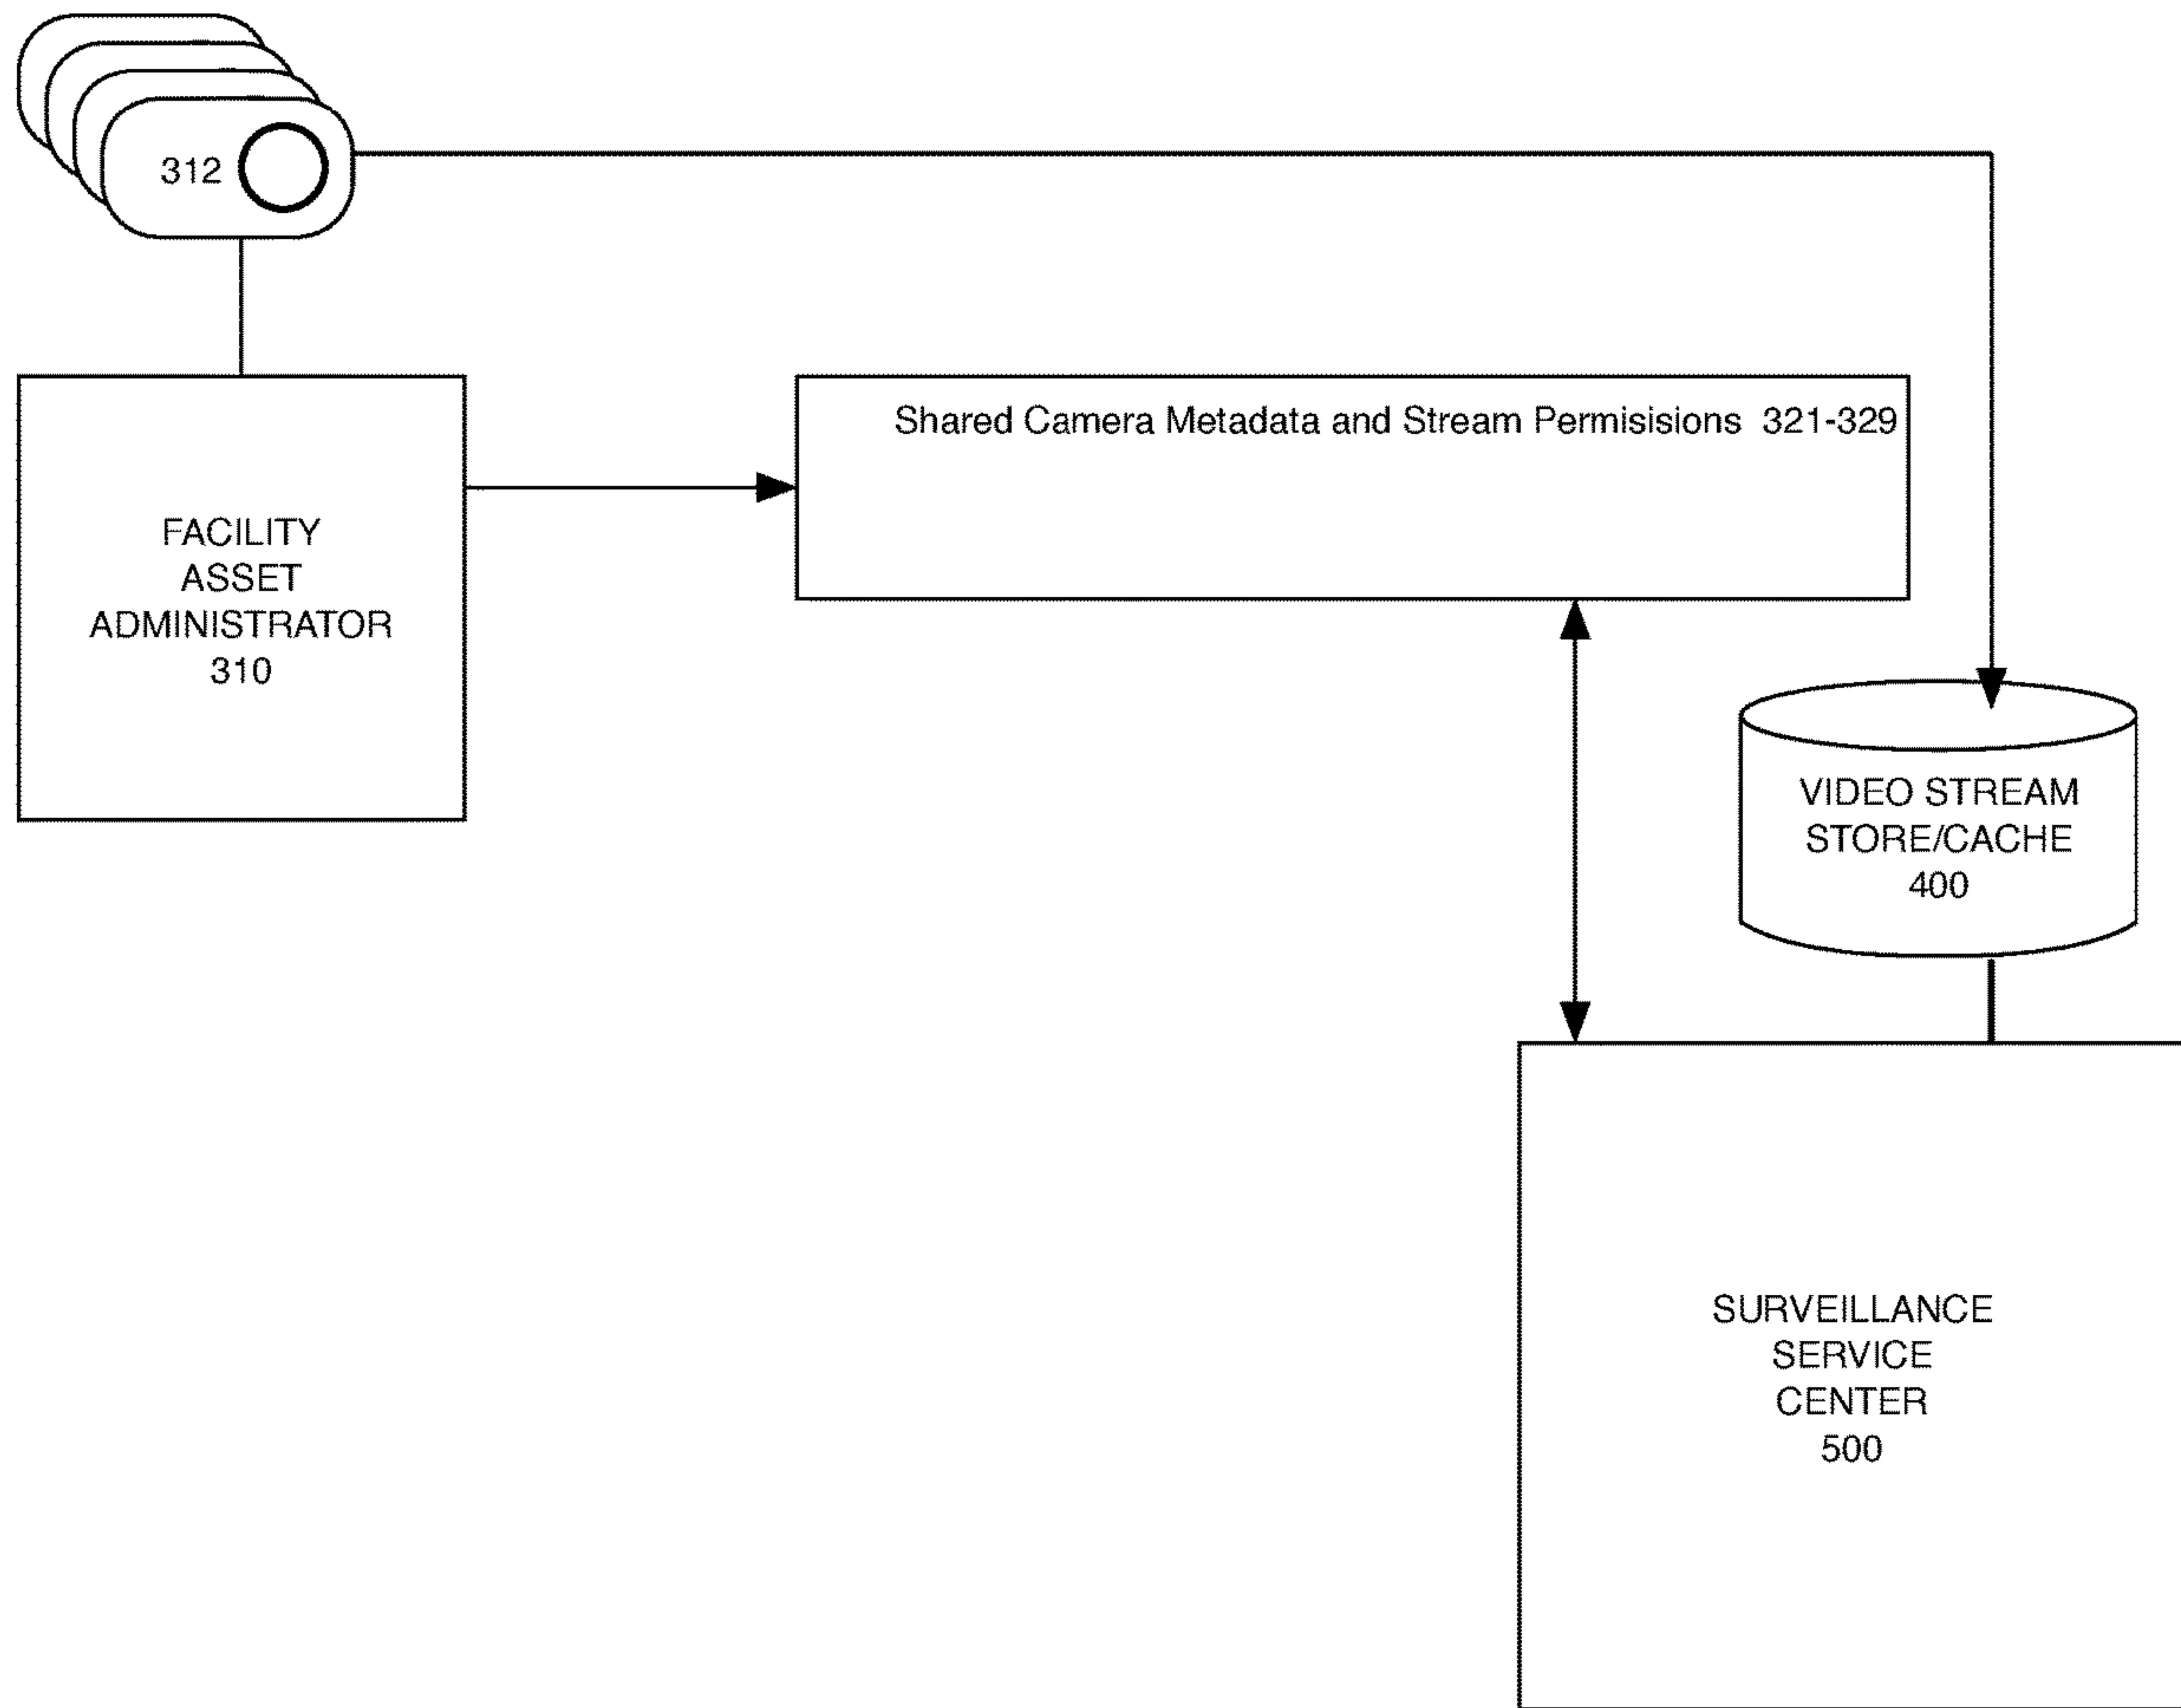 312
Shared Camera Metadata and Stream Permisisions 321-329
FACILITY
ASSET
ADMINISTRATOR
310
VIDEO STREAM
STORE/CACHE
400
SURVEILLANCE
SERVICE
CENTER
500